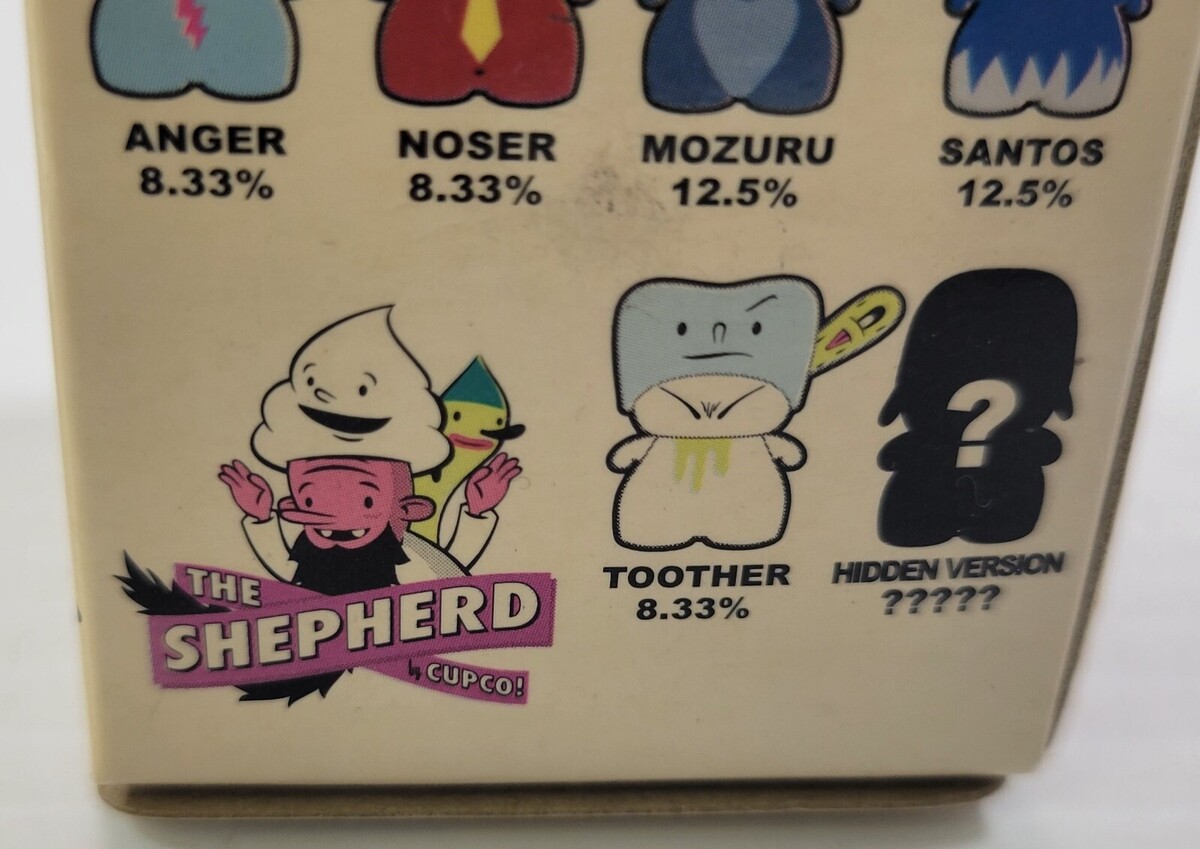 ANGER
8.33%
NOSER
8.33%
MOZURU
12.5%
SANTOS
12.5%
THE
SHEPHERD
by CUPCO!
TOOTHER
8.33%
?
HIDDEN VERSION
?????